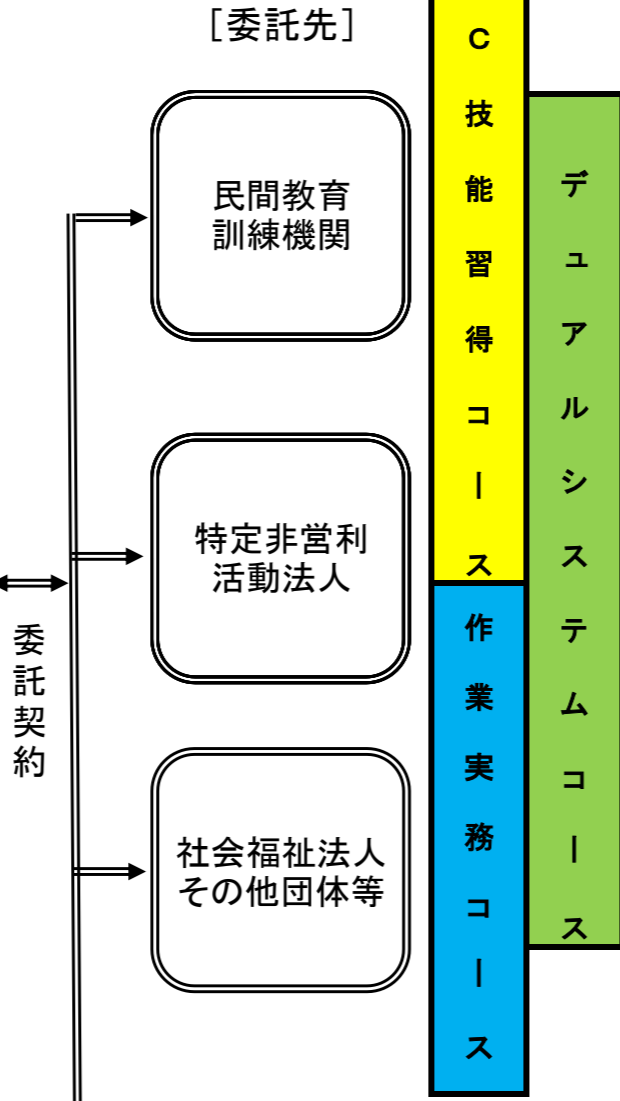 [委託先]
民間教育
訓練機関
特定非営利
活動法人
社会福祉法人
その他団体等
委託契約
C技能習得コース
作業実務コース
デュアルシステムコース